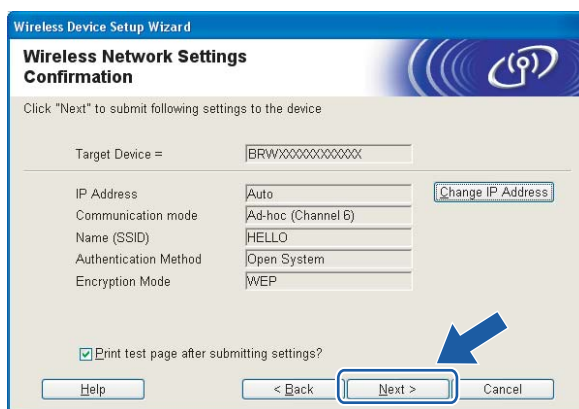 Wireless Device Setup Wizard
Wireless Network Settings
Confirmation
Click "Next" to submit following settings to the device
Target Device = BRWXXXXXXXXXXX
IP Address Auto Change IP Address
Communication mode Ad-hoc (Channel 6)
Name (SSID) HELLO
Authentication Method Open System
Encryption Mode WEP
Print test page after submitting settings?
Help < Back Next > Cancel